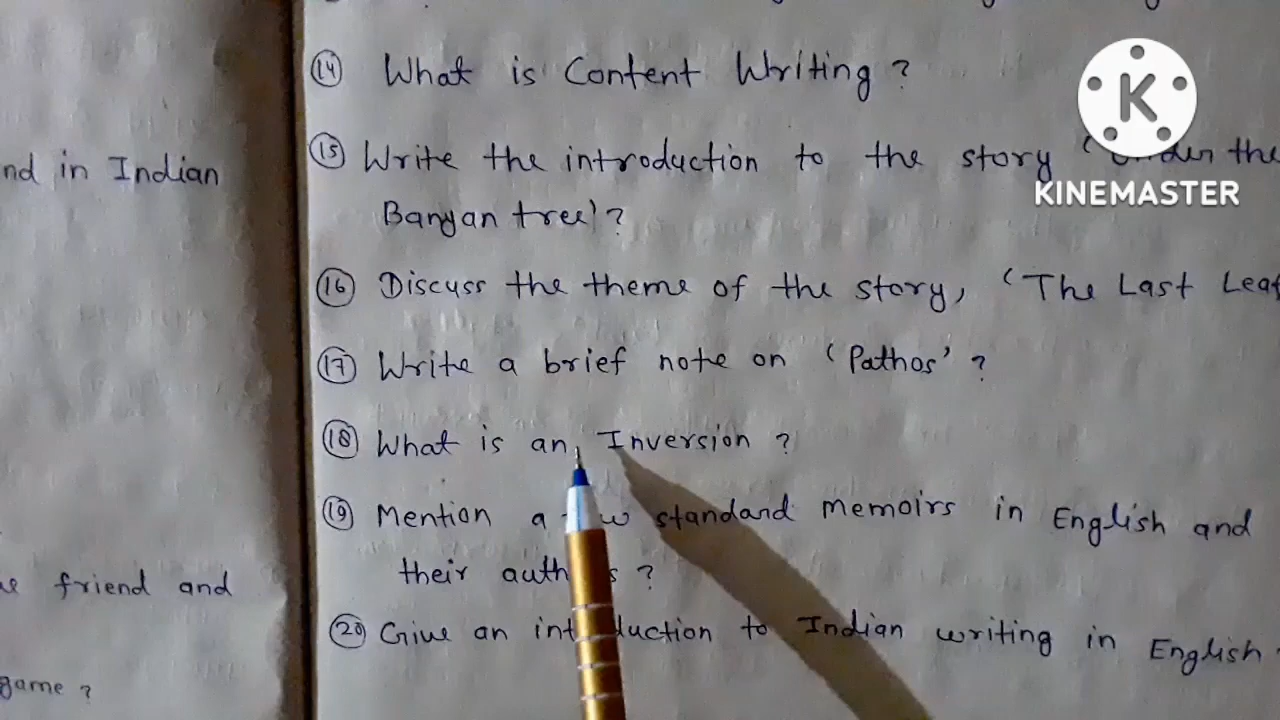 nd in Indian
friend and
game ?
14 What is Content Writing ?
15 Write the introduction to the story 'Under the
Banyan tree' ?
16 Discuss the theme of the story, 'The Last Leaf
17 Write a brief note on 'Pathos' ?
18 What is an Inversion ?
19 Mention a standard memoirs in English and
their ?
20 Give an to Indian writing in English
K
KINEMASTER